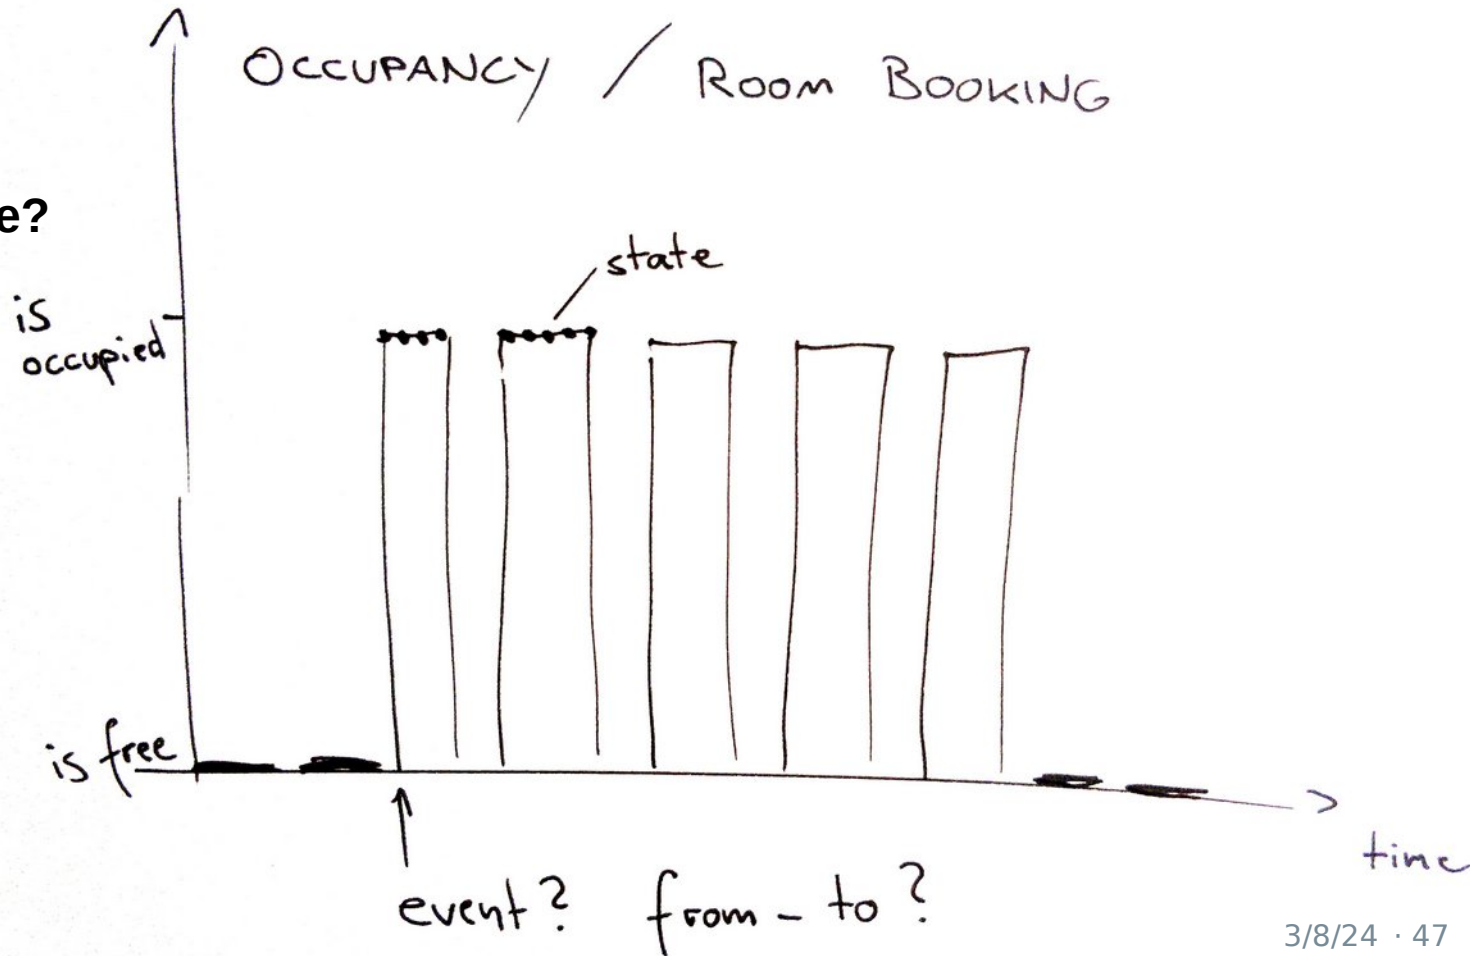 OCCUPANCY / ROOM BOOKING
e?
state
is
occupied
is free
time
event? from - to?
3/8/24 · 47